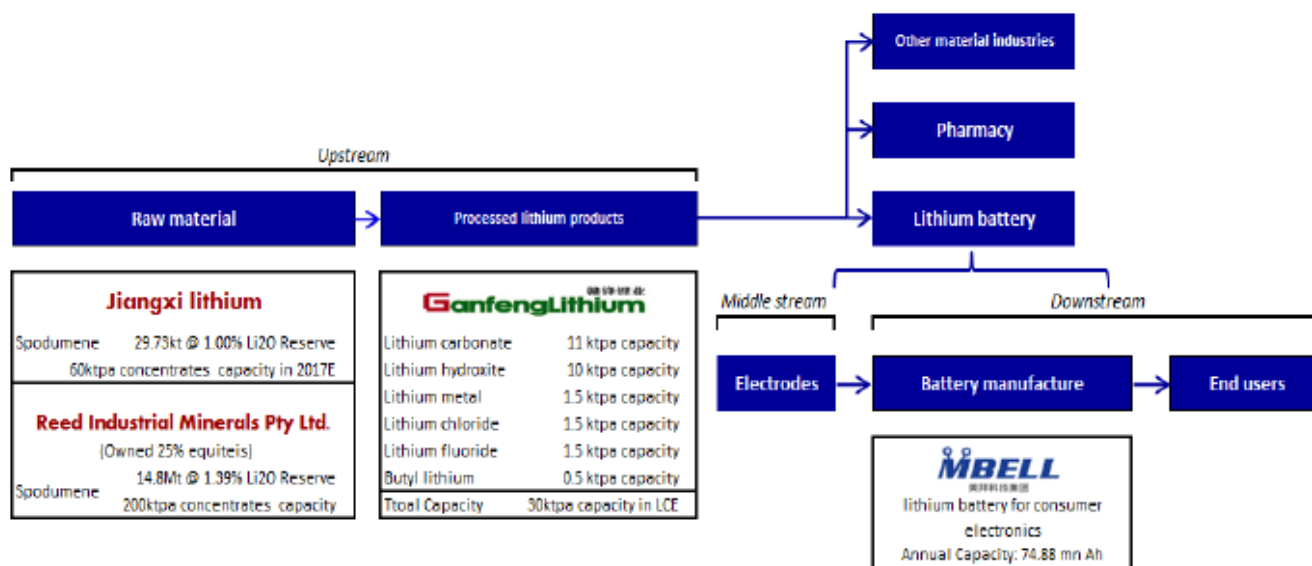 Other material industries
Pharmacy
Upstream
Raw material
Processed lithium products
Lithium battery
Jiangxi lithium
Spodumene 29.73kt @ 1.00% Li2O Reserve
60ktpa concentrates capacity in 2017E
Reed Industrial Minerals Pty Ltd.
(Owned 25% equiteis)
14.8Mt @ 1.39% Li2O Reserve
Spodumene
200ktpa concentrates capacity
GanfengLithium
Lithium carbonate 11 ktpa capacity
Lithium hydroxite 10 ktpa capacity
Lithium metal 1.5 ktpa capacity
Lithium chloride 1.5 ktpa capacity
Lithium fluoride 1.5 ktpa capacity
Butyl lithium 0.5 ktpa capacity
Ttoal Capacity 30ktpa capacity in LCE
Middle stream
Downstream
Electrodes
Battery manufacture
End users
MBELL
lithium battery for consumer
electronics
Annual Capacity: 74.88 mn Ah